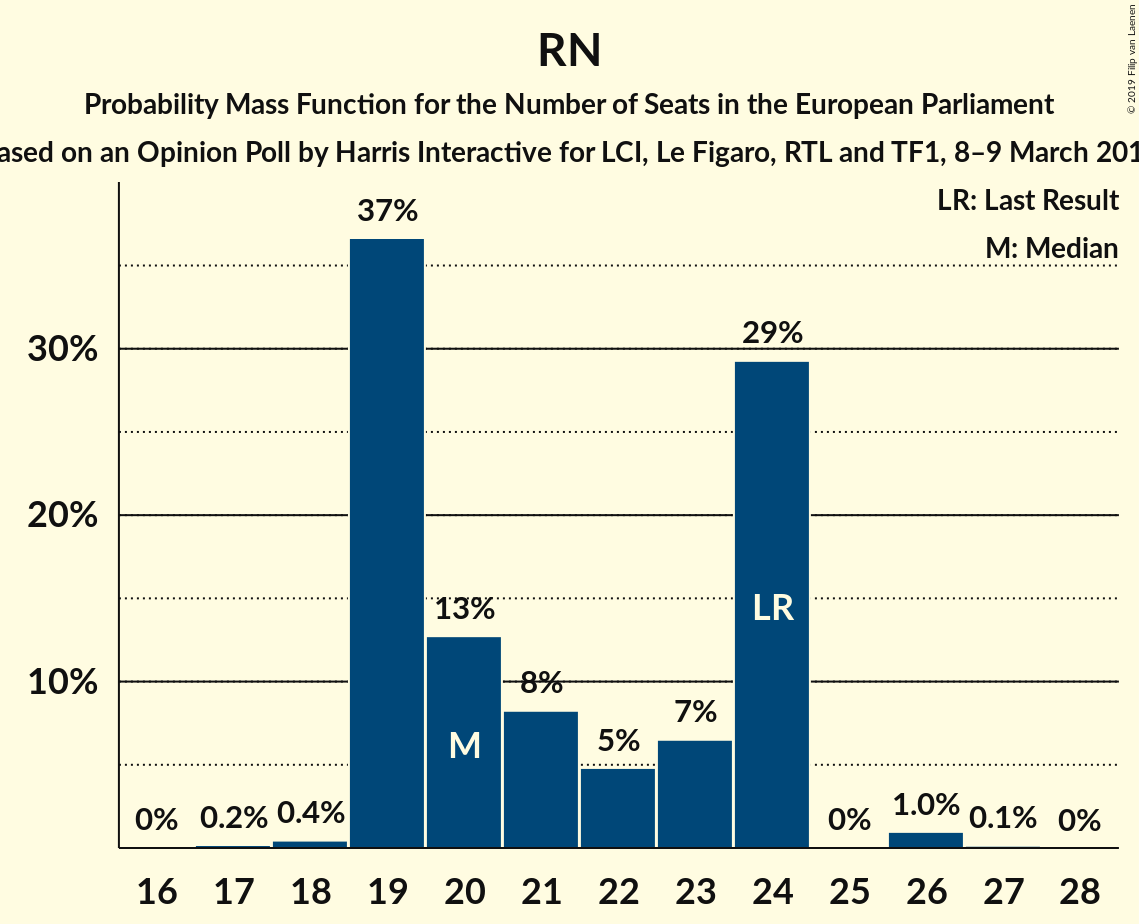 RN
Probability Mass Function for the Number of Seats in the European Parliament
ased on an Opinion Poll by Harris Interactive for LCI, Le Figaro, RTL and TF1, 8–9 March 201
© 2019 Filip van Laenen
LR: Last Result
M: Median
37%
30%
29%
20%
13%
LR
10%
8%
7%
M
5%
0%
0.2%
0.4%
0%
1.0%
0.1%
0%
16 17 18 19 20 21 22 23 24 25 26 27 28